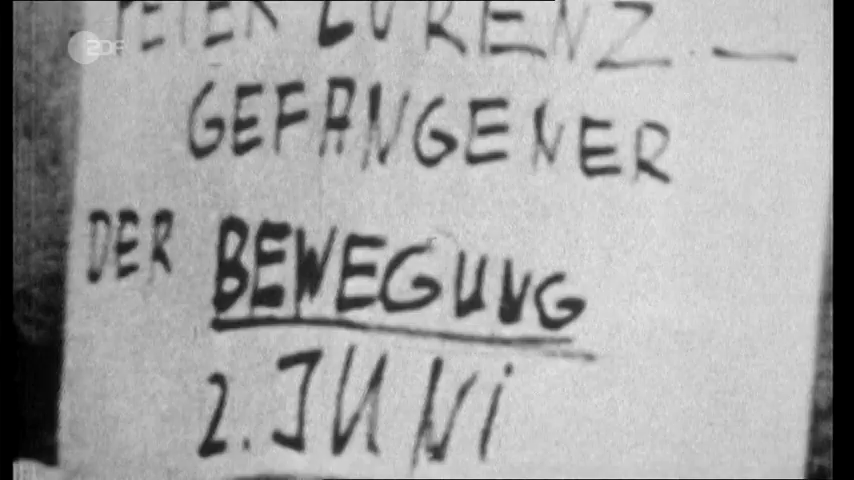 ZDF
PETER LORENZ —
GEFANGENER
DER BEWEGUNG
2. JUNi